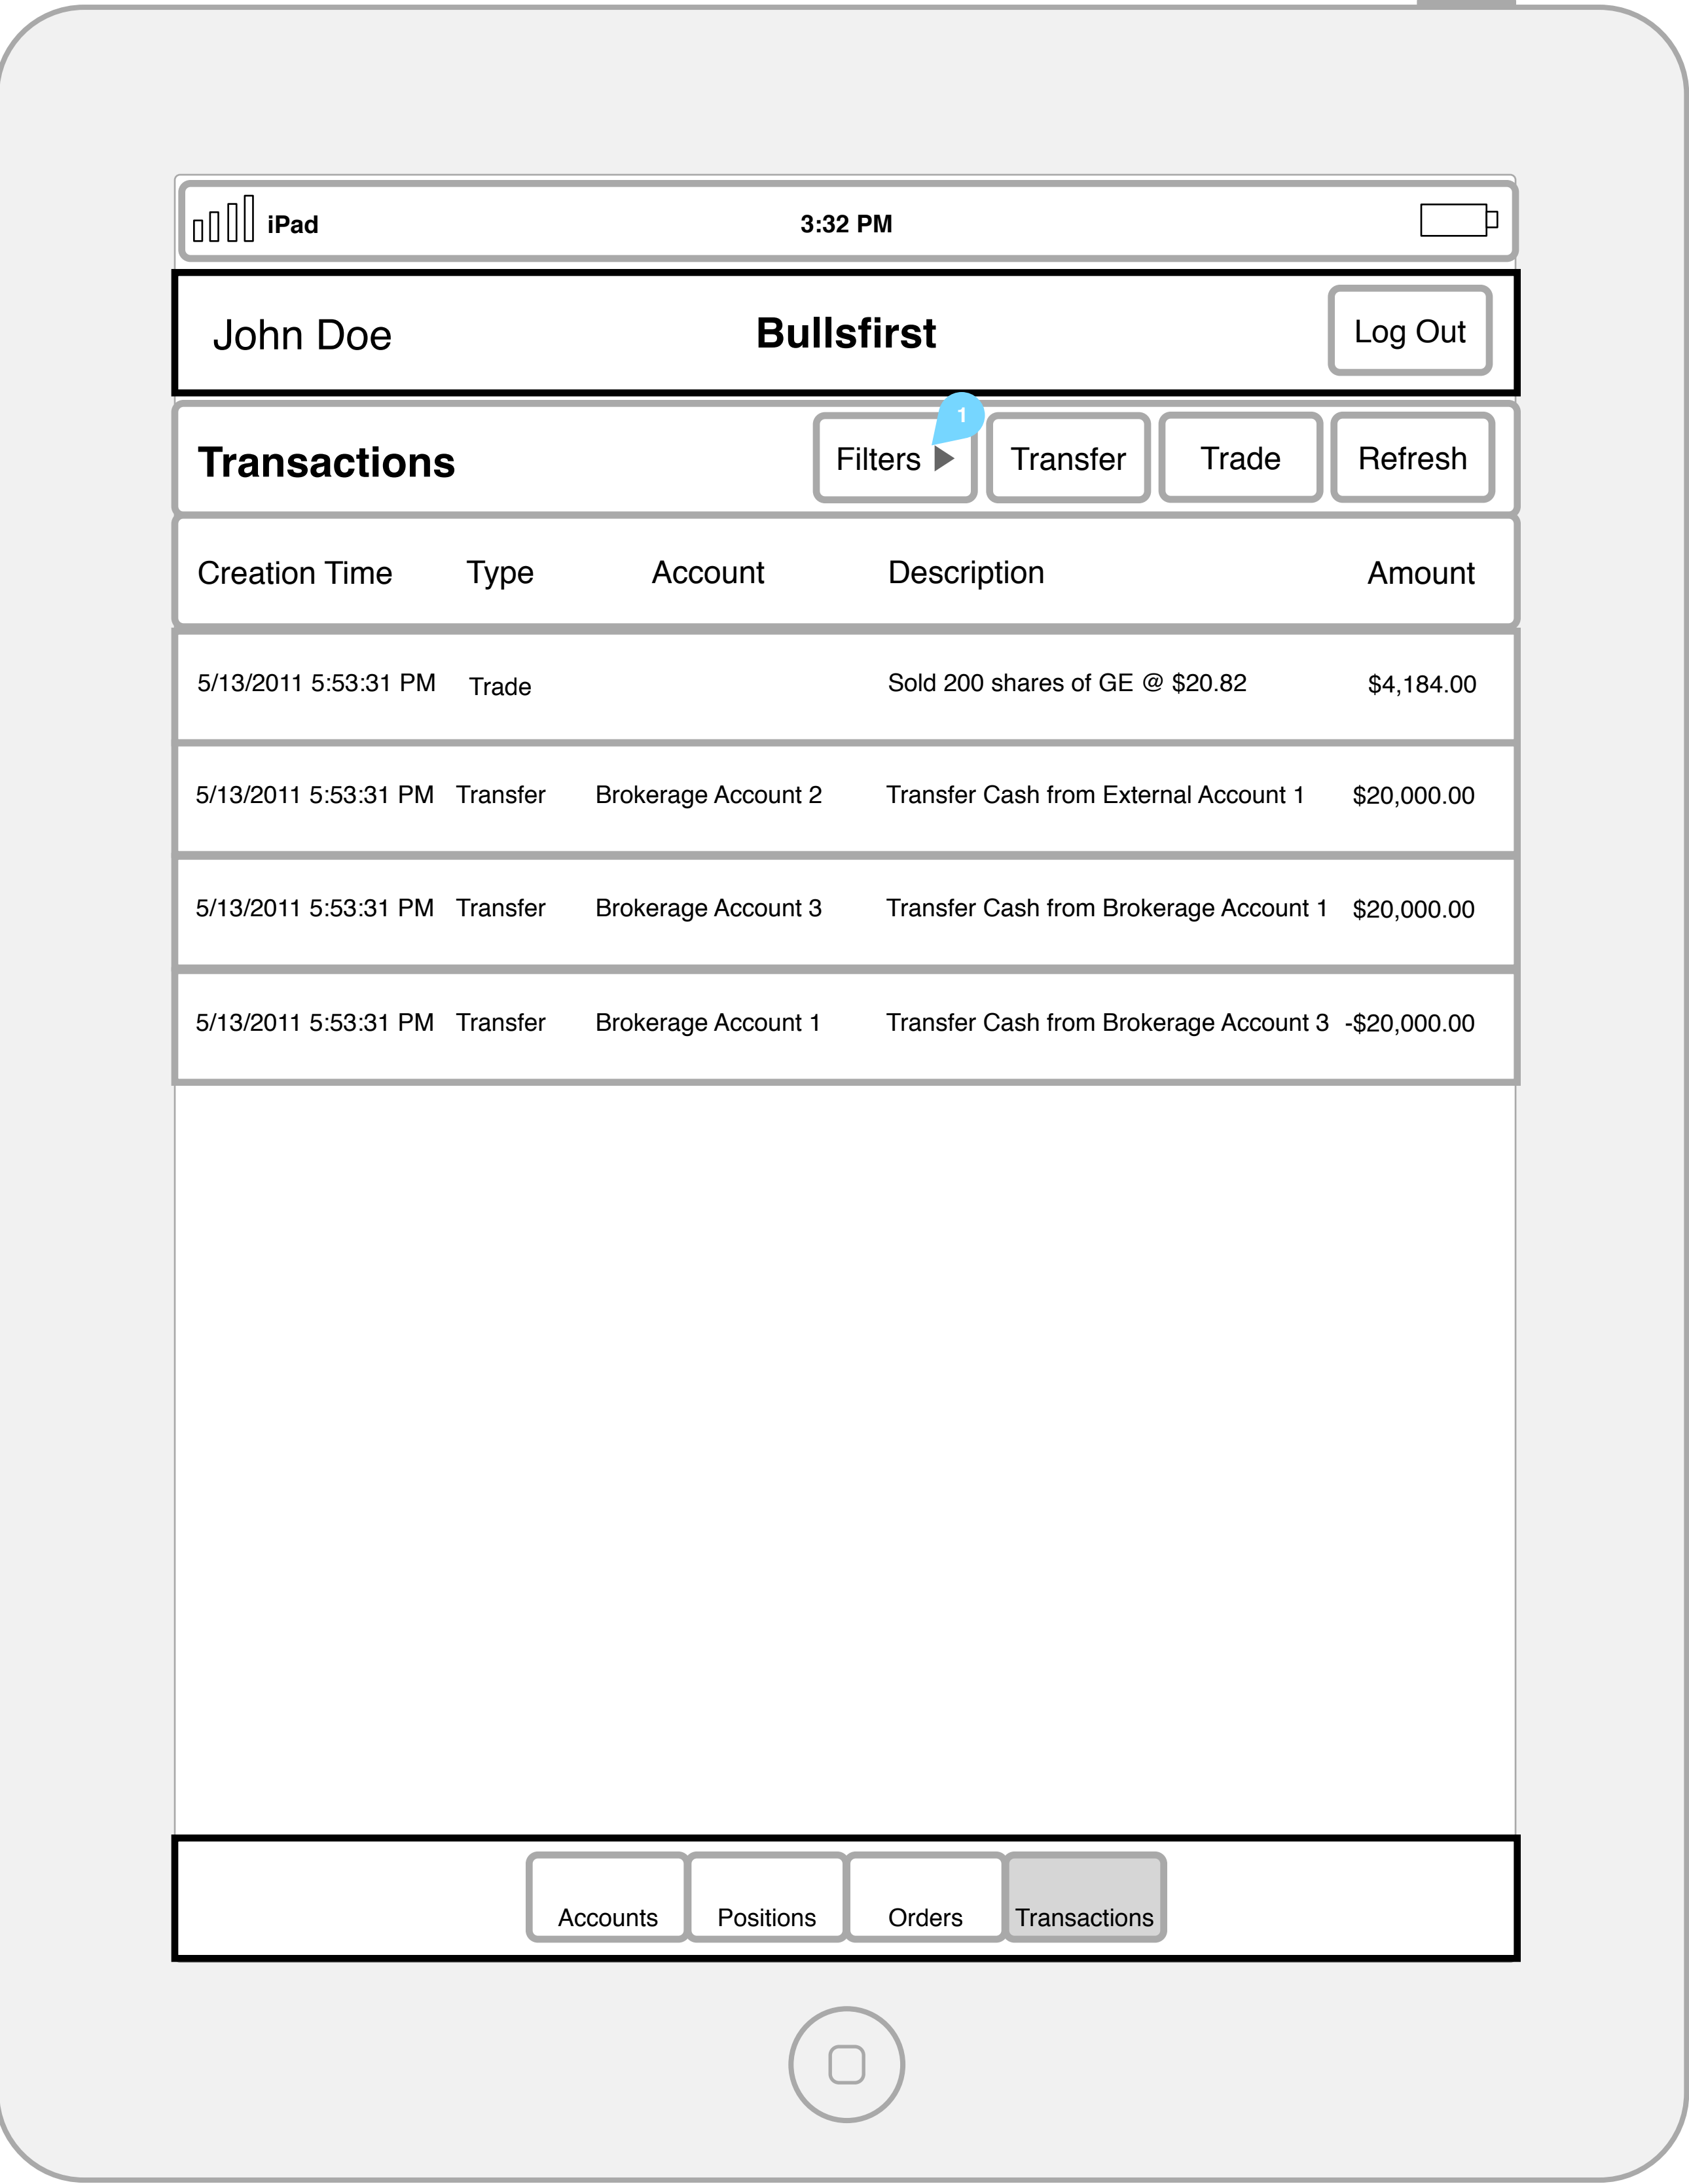 iPad 3:32 PM
John Doe Bullsfirst Log Out
1
Transactions Filters Transfer Trade Refresh
Creation Time Type Account Description Amount
5/13/2011 5:53:31 PM Trade Sold 200 shares of GE @ $20.82 $4,184.00
5/13/2011 5:53:31 PM Transfer Brokerage Account 2 Transfer Cash from External Account 1 $20,000.00
5/13/2011 5:53:31 PM Transfer Brokerage Account 3 Transfer Cash from Brokerage Account 1 $20,000.00
5/13/2011 5:53:31 PM Transfer Brokerage Account 1 Transfer Cash from Brokerage Account 3 -$20,000.00
Accounts Positions Orders Transactions